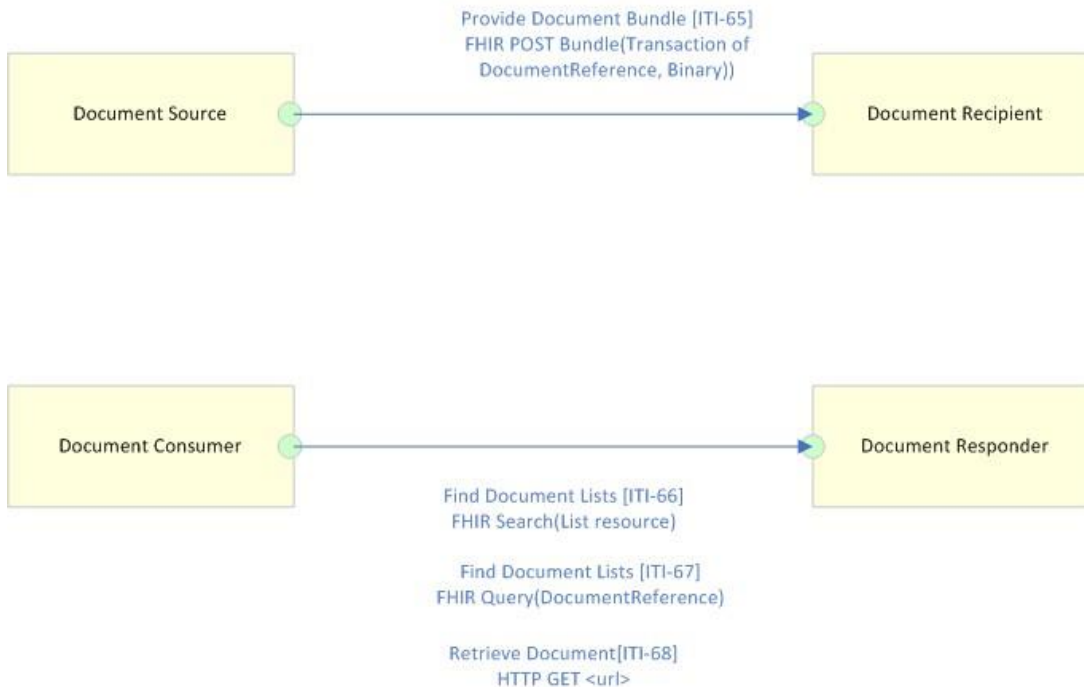 Provide Document Bundle [ITI-65]
FHIR POST Bundle(Transaction of
DocumentReference, Binary))
Document Source
Document Recipient
Document Consumer
Document Responder
Find Document Lists [ITI-66]
FHIR Search(List resource)
Find Document Lists [ITI-67]
FHIR Query(DocumentReference)
Retrieve Document[ITI-68]
HTTP GET <url>